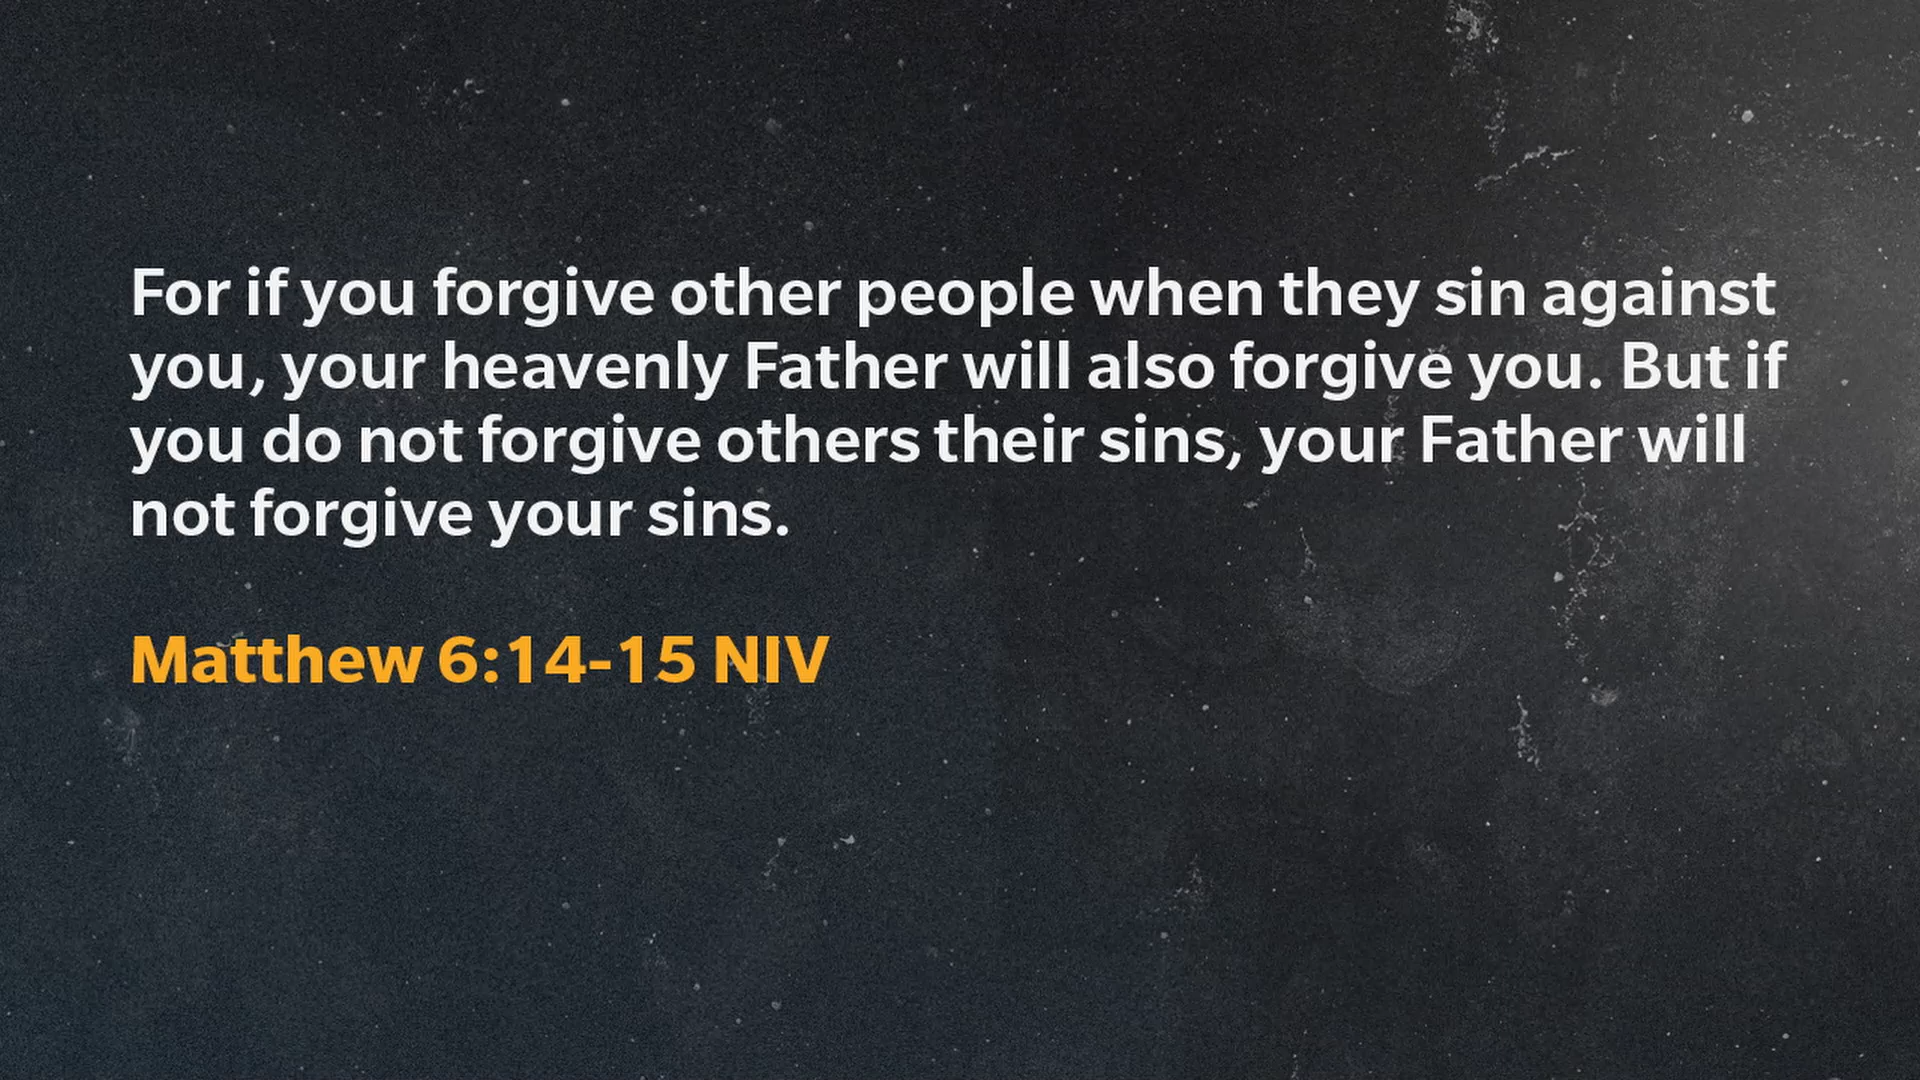 For if you forgive other people when they sin against
you, your heavenly Father will also forgive you. But if
you do not forgive others their sins, your Father will
not forgive your sins.
Matthew 6:14-15 NIV